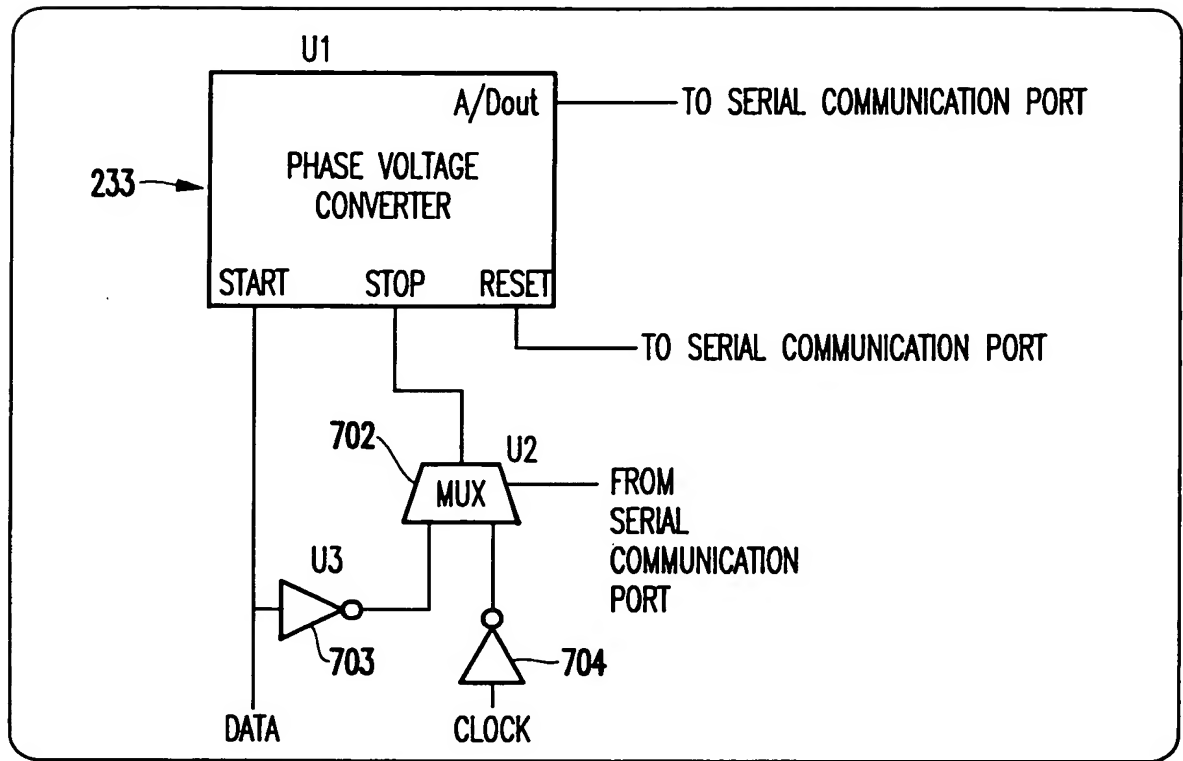 U1
A/Dout
TO SERIAL COMMUNICATION PORT
PHASE VOLTAGE
CONVERTER
233
START
STOP
RESET
TO SERIAL COMMUNICATION PORT
702
U2
MUX
FROM
SERIAL
COMMUNICATION
PORT
U3
703
704
DATA
CLOCK